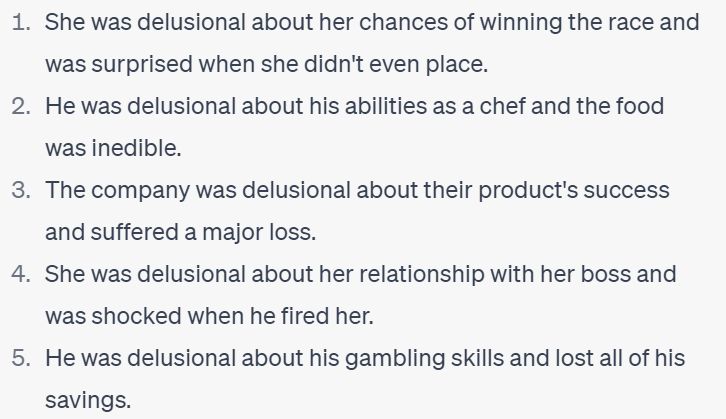 1. She was delusional about her chances of winning the race and
was surprised when she didn't even place.
2. He was delusional about his abilities as a chef and the food
was inedible.
3. The company was delusional about their product's success
and suffered a major loss.
4. She was delusional about her relationship with her boss and
was shocked when he fired her.
5. He was delusional about his gambling skills and lost all of his
savings.